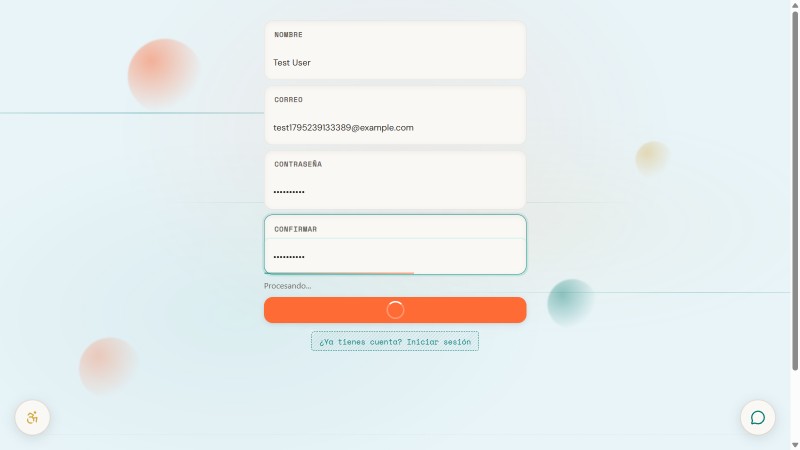 NOMBRE
Test User
CORREO
test1795239133389@example.com
CONTRASEÑA
••••••••••
CONFIRMAR
••••••••••
Procesando...
¿Ya tienes cuenta? Iniciar sesión